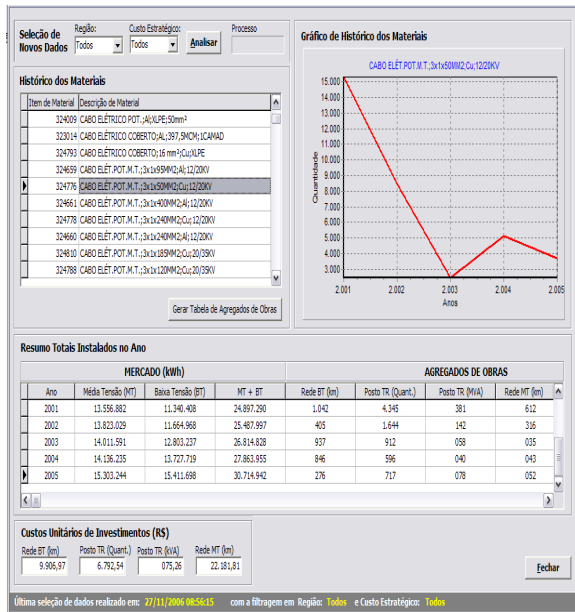 Seleção de
Novos Dados
Região:
Todos
Custo Estratégico:
Todos
Analisar
Processo
Histórico dos Materiais
Item de Material Descrição de Material
324009 CABO ELÉTRICO POT.;Al;XLPE;50mm²
323014 CABO ELÉTRICO COBERTO;AL;397,5MCM;1CAMAD
324793 CABO ELÉTRICO COBERTO;16 mm²;Cu;XLPE
324659 CABO ELÉT.POT.M.T.;3x1x95MM2;Al;12/20KV
324776 CABO ELÉT.POT.M.T.;3x1x50MM2;Cu;12/20KV
324661 CABO ELÉT.POT.M.T.;3x1x400MM2;Al;12/20KV
324778 CABO ELÉT.POT.M.T.;3x1x240MM2;Cu;12/20KV
324660 CABO ELÉT.POT.M.T.;3x1x240MM2;Al;12/20KV
324810 CABO ELÉT.POT.M.T.;3x1x185MM2;Cu;20/35KV
324788 CABO ELÉT.POT.M.T.;3x1x120MM2;Cu;20/35KV
Gerar Tabela de Agregados de Obras
Gráfico de Histórico dos Materiais
CABO ELÉT.POT.M.T.;3x1x50MM2;Cu;12/20KV
15.000
14.000
13.000
12.000
11.000
10.000
9.000
8.000
7.000
6.000
5.000
4.000
3.000
Quantidade
2.001 2.002 2.003 2.004 2.005
Anos
Resumo Totais Instalados no Ano
MERCADO (kWh) AGREGADOS DE OBRAS
Ano Média Tensão (MT) Baixa Tensão (BT) MT + BT Rede BT (km) Posto TR (Quant.) Posto TR (MVA) Rede MT (km)
2001 13.556.882 11.340.408 24.897.290 1.042 4.345 381 612
2002 13.823.029 11.664.968 25.487.997 405 1.644 142 316
2003 14.011.591 12.803.237 26.814.828 937 912 058 035
2004 14.136.235 13.727.719 27.863.955 846 596 040 043
2005 15.303.244 15.411.698 30.714.942 276 717 078 052
Custos Unitários de Investimentos (R$)
Rede BT (km) Posto TR (Quant.) Posto TR (kVA) Rede MT (km)
9.906,97 6.792,54 075,26 22.181,81
Fechar
Última seleção de dados realizado em: 27/11/2006 08:56:15 com a filtragem em Região: Todos e Custo Estratégico: Todos